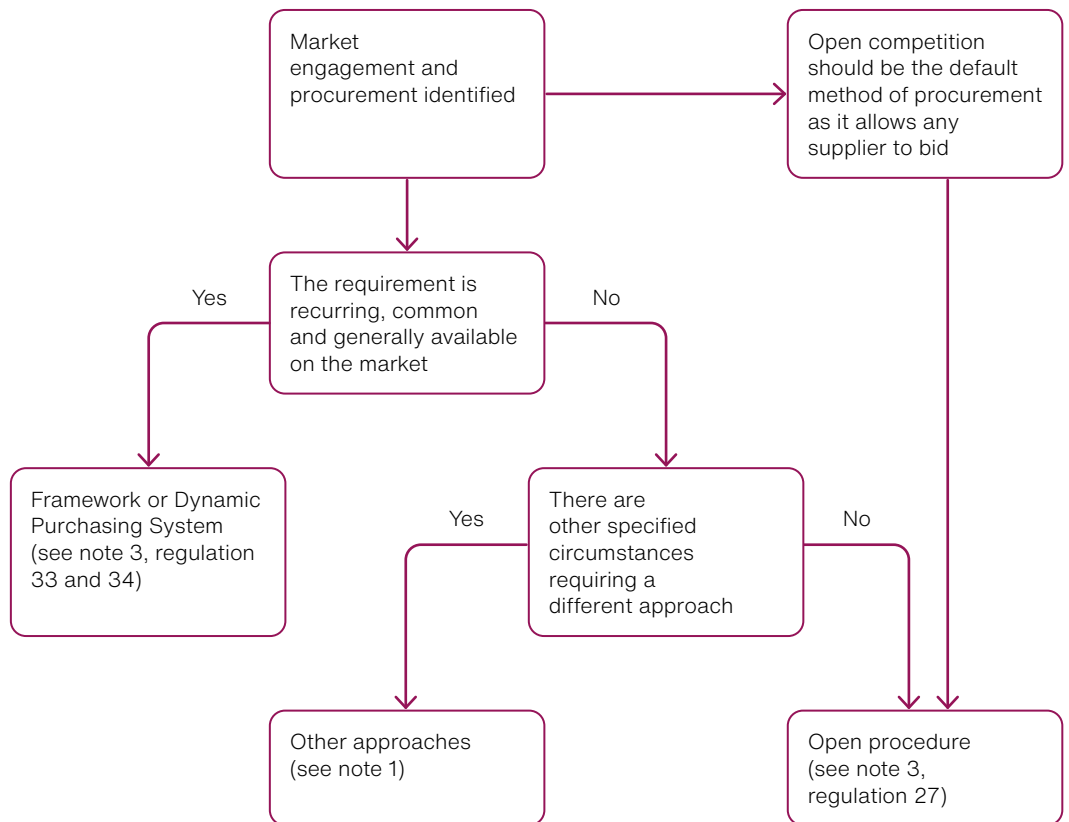 Market
engagement and
procurement identified
Open competition
should be the default
method of procurement
as it allows any
supplier to bid
The requirement is
recurring, common
and generally available
on the market
Yes
No
Framework or Dynamic
Purchasing System
(see note 3, regulation
33 and 34)
There are
other specified
circumstances
requiring a
different approach
Yes
No
Other approaches
(see note 1)
Open procedure
(see note 3,
regulation 27)